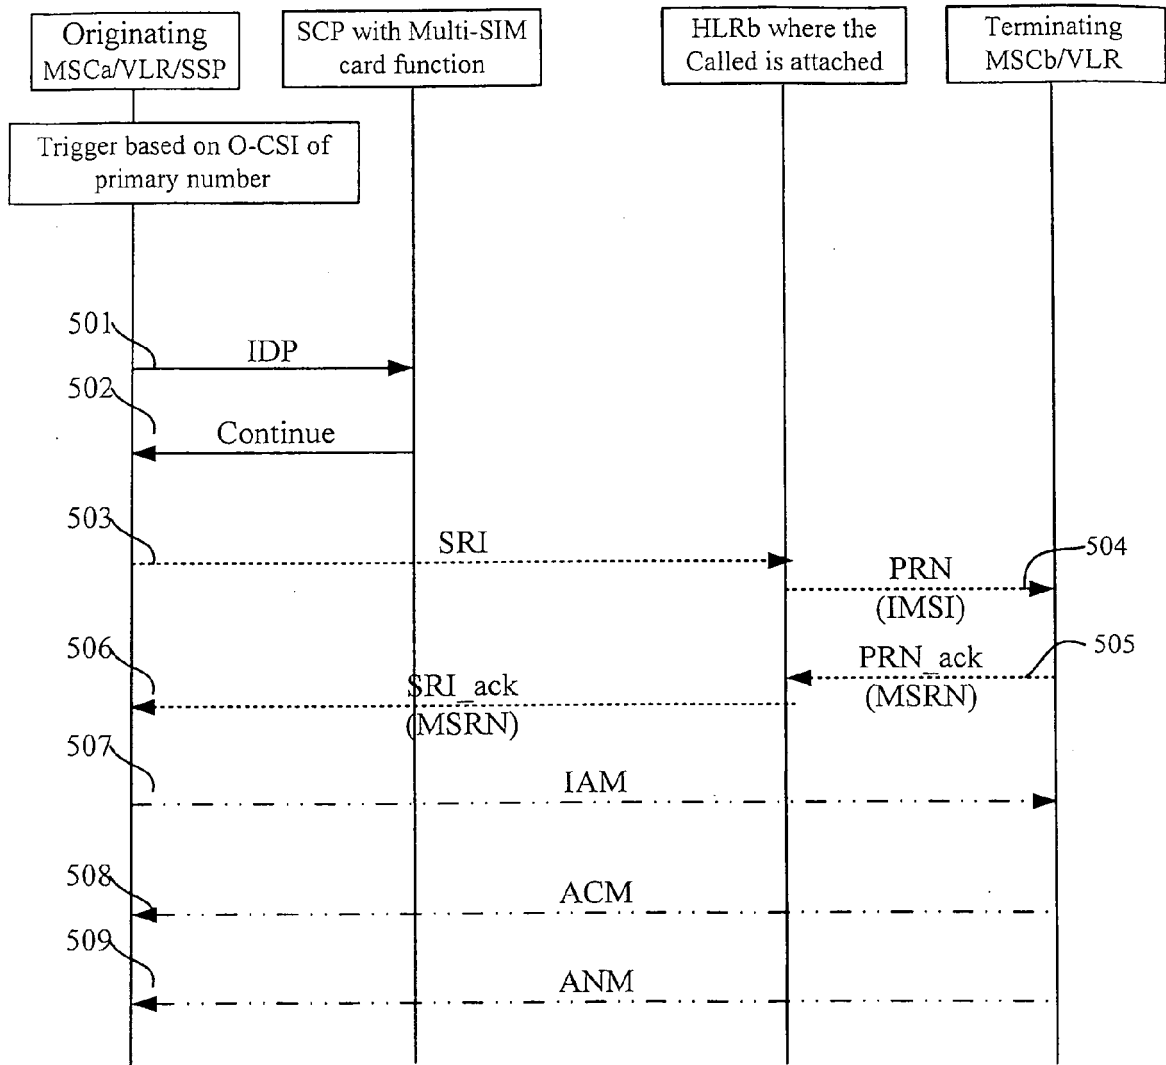 Originating
MSCa/VLR/SSP
SCP with Multi-SIM
card function
HLRb where the
Called is attached
Terminating
MSCb/VLR
Trigger based on O-CSI of
primary number
501
IDP
502
Continue
503
SRI
504
PRN
(IMSI)
505
PRN_ack
(MSRN)
506
SRI_ack
(MSRN)
507
IAM
508
ACM
509
ANM